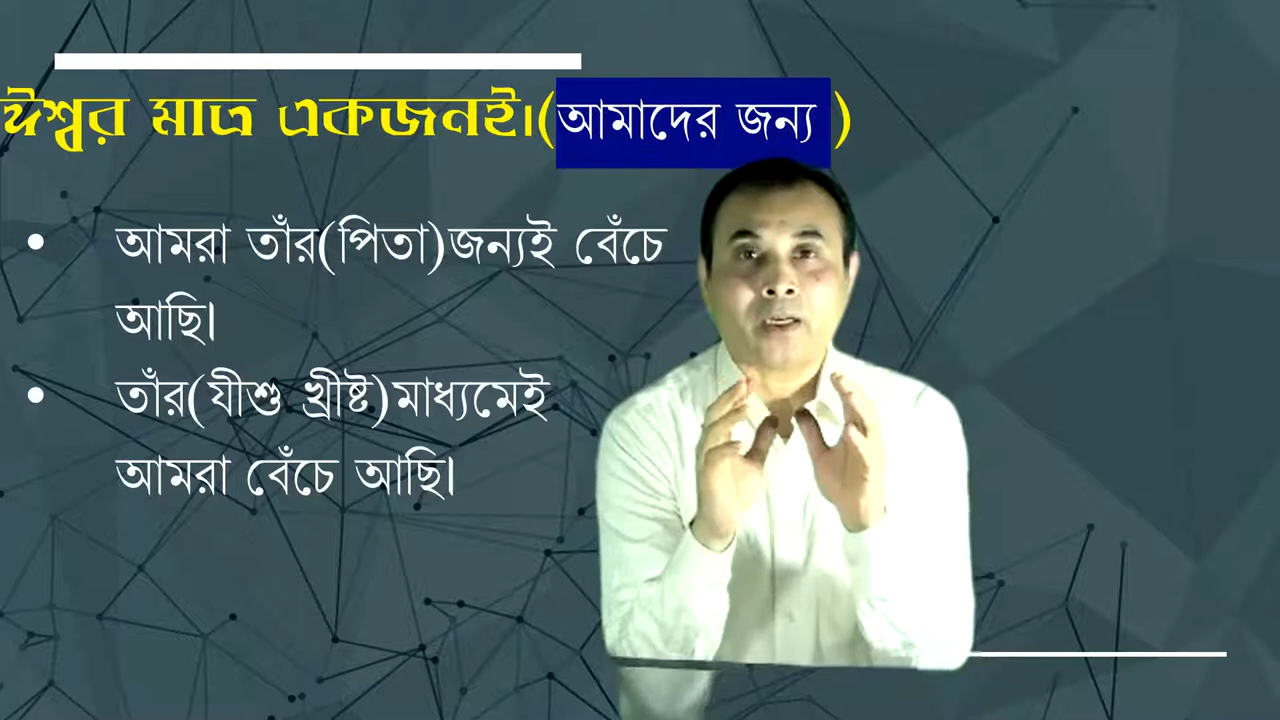 ঈশ্বর মাত্র একজনই।(আমাদের জন্য )
• আমরা তাঁর(পিতা)জন্যই বেঁচে
আছি।
• তাঁর(যীশু খ্রীষ্ট)মাধ্যমেই
আমরা বেঁচে আছি।